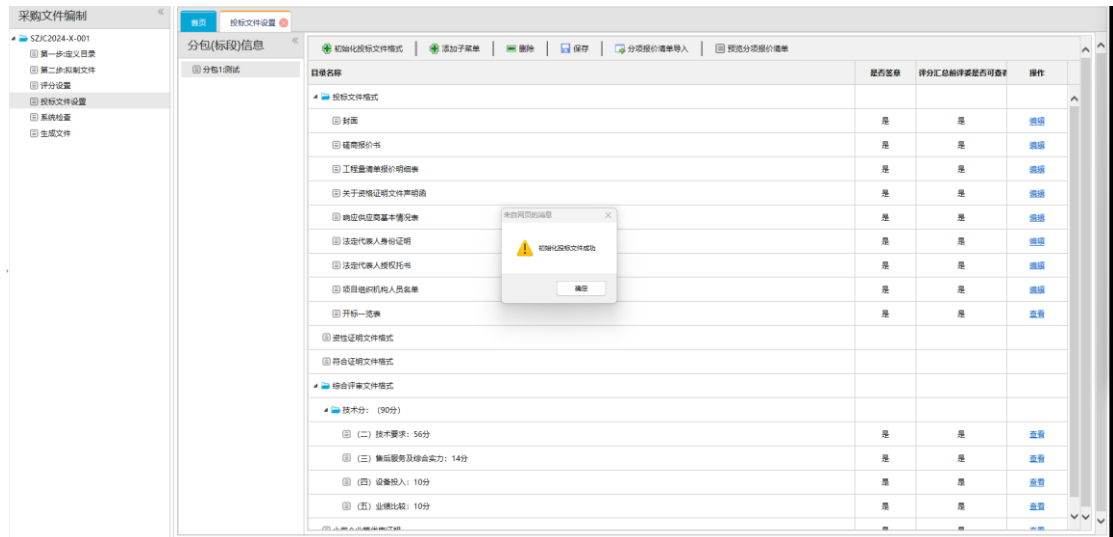 采购文件编制
SZJC2024-X-001
第一步:定义目录
第二步:拟制文件
评分设置
投标文件设置
系统检查
生成文件
首页
投标文件设置
分包(标段)信息
分包1:测试
初始化投标文件格式
添加子菜单
删除
保存
分项报价清单导入
预览分项报价清单
目录名称 是否签章 评分汇总前评委是否可查看 操作
投标文件格式
封面 是 是 编辑
磋商报价书 是 是 编辑
工程量清单报价明细表 是 是 编辑
关于资格证明文件声明函 是 是 编辑
响应供应商基本情况表 是 是 编辑
法定代表人身份证明 是 是 编辑
法定代表人授权托书 是 是 编辑
项目组织机构人员名单 是 是 编辑
开标一览表 是 是 查看
资性证明文件格式
符合证明文件格式
综合评审文件格式
技术分：（90分）
（二）技术要求：56分 是 是 查看
（三）售后服务及综合实力：14分 是 是 查看
（四）设备投入：10分 是 是 查看
（五）业绩比较：10分 是 是 查看
来自网页的消息
初始化投标文件成功
确定